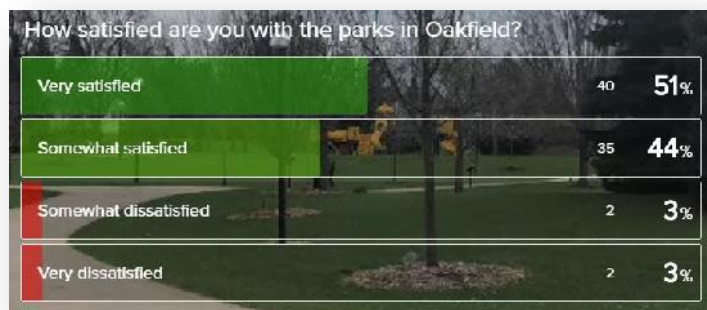 How satisfied are you with the parks in Oakfield?
Very satisfied 40 51%
Somewhat satisfied 35 44%
Somewhat dissatisfied 2 3%
Very dissatisfied 2 3%